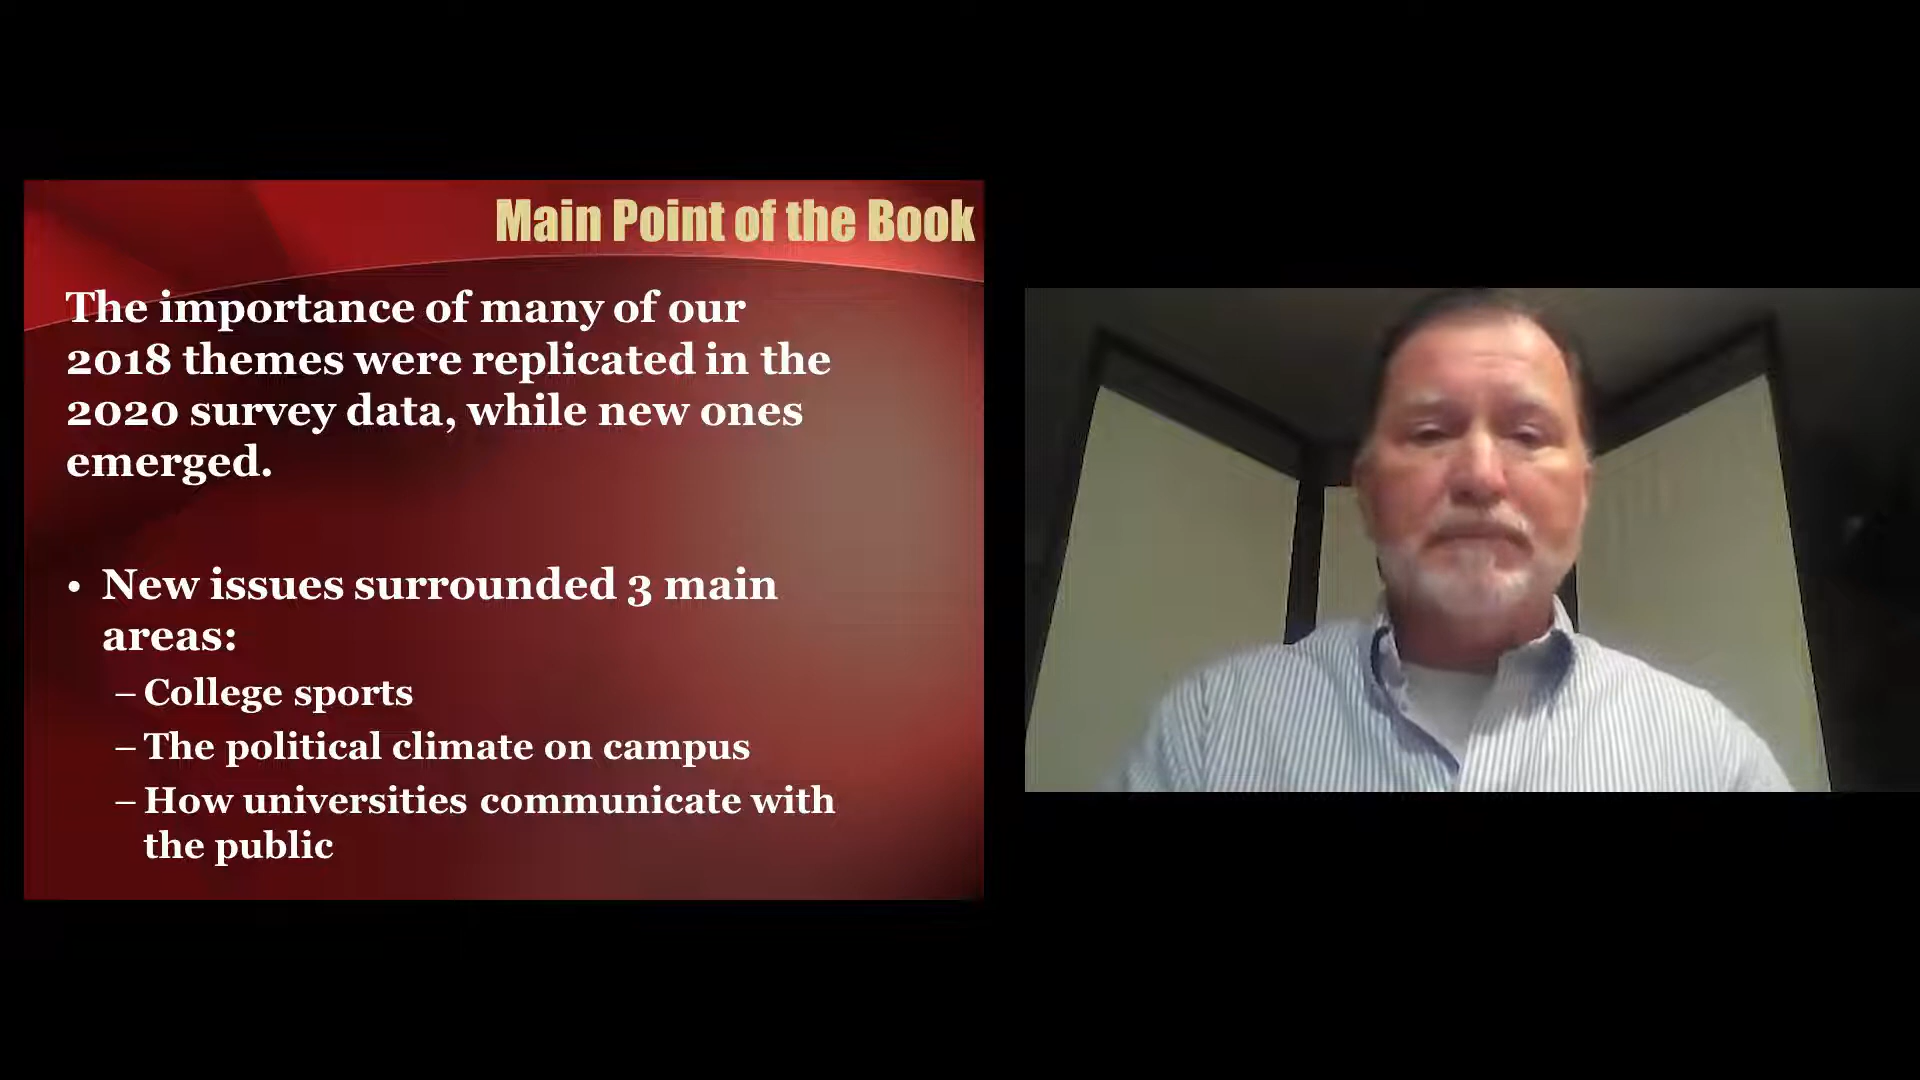 Main Point of the Book
The importance of many of our
2018 themes were replicated in the
2020 survey data, while new ones
emerged.
• New issues surrounded 3 main
areas:
– College sports
– The political climate on campus
– How universities communicate with
the public